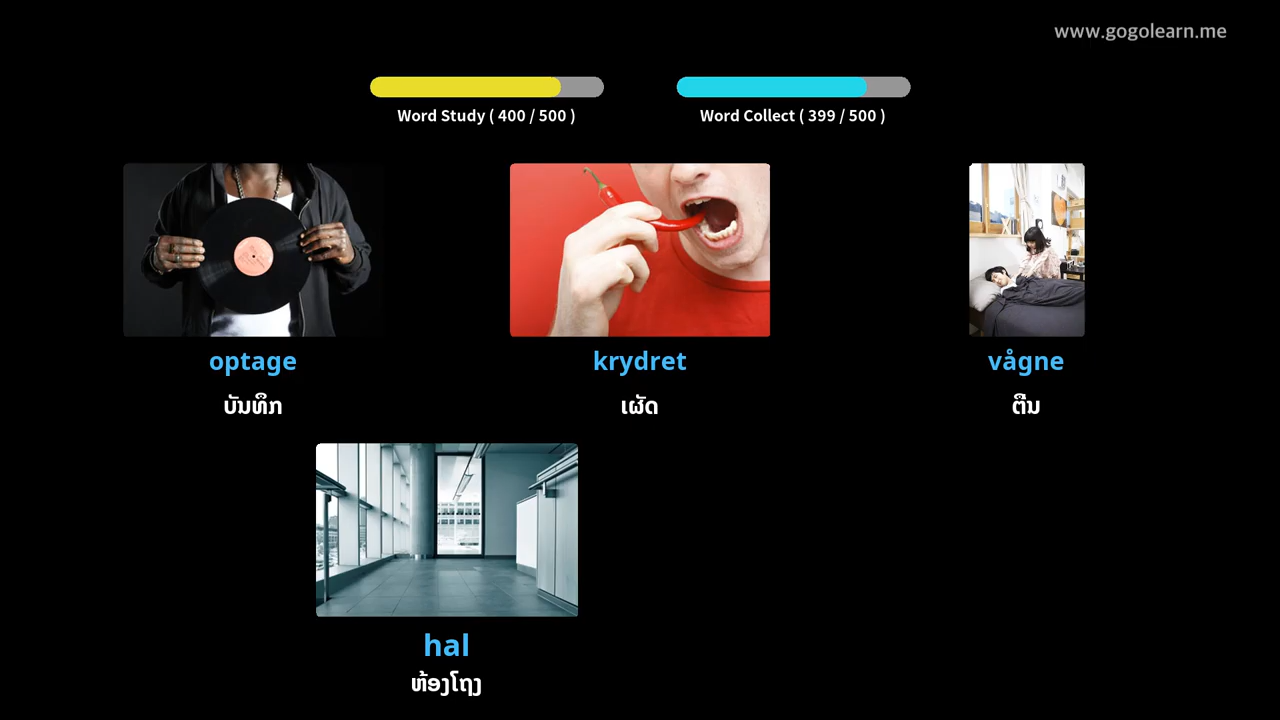 www.gogolearn.me
Word Study ( 400 / 500 )
Word Collect ( 399 / 500 )
optage
ບັນທຶກ
krydret
ເຜັດ
vågne
ຕື່ນ
hal
ຫ້ອງໂຖງ